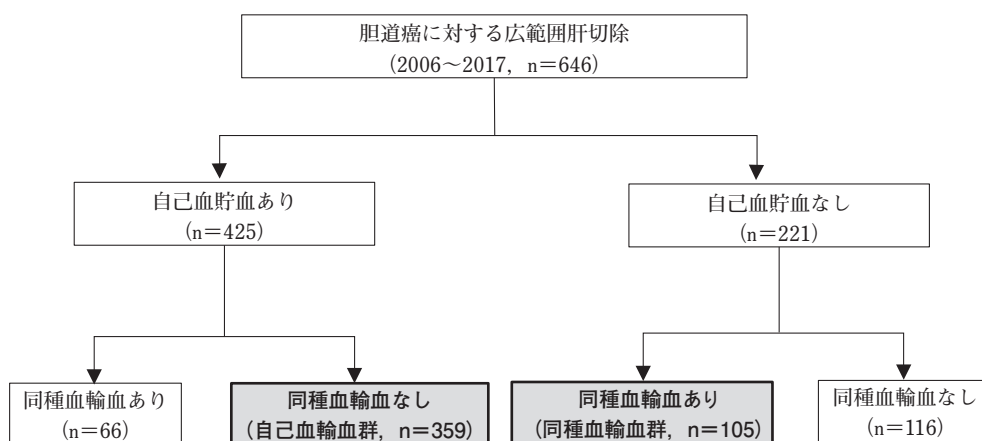 胆道癌に対する広範囲肝切除
(2006〜2017, n=646)
自己血貯血あり
(n=425)
自己血貯血なし
(n=221)
同種血輸血あり
(n=66)
同種血輸血なし
(自己血輸血群, n=359)
同種血輸血あり
(同種血輸血群, n=105)
同種血輸血なし
(n=116)